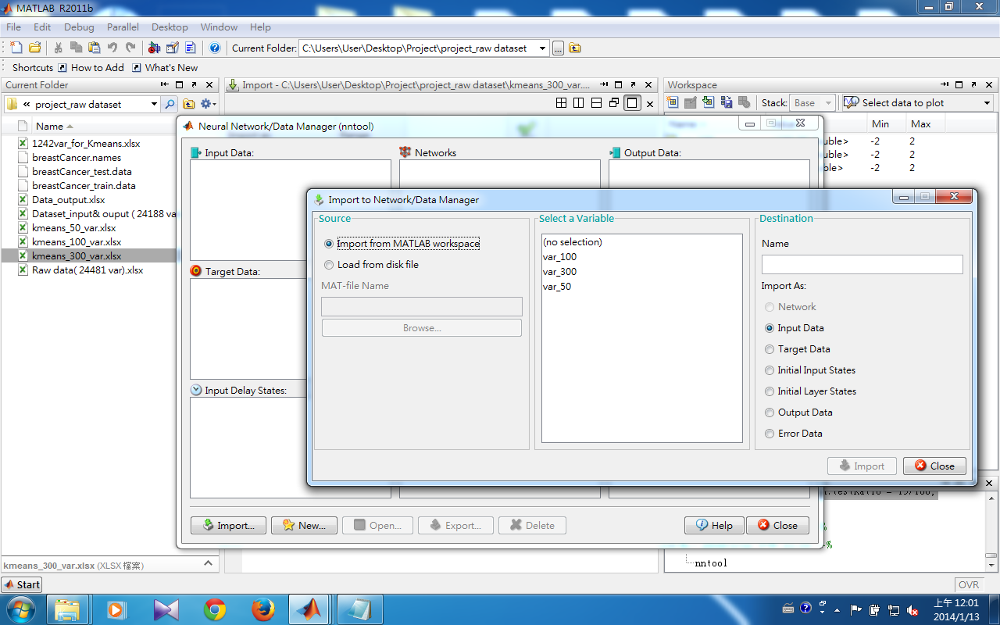 MATLAB R2011b
File Edit Debug Parallel Desktop Window Help
Current Folder: C:\Users\User\Desktop\Project\project_raw dataset
Shortcuts How to Add What's New
Current Folder
« project_raw dataset
Name
1242var_for_Kmeans.xlsx
breastCancer.names
breastCancer_test.data
breastCancer_train.data
Data_output.xlsx
Dataset_input& ouput ( 24188 va
kmeans_50_var.xlsx
kmeans_100_var.xlsx
kmeans_300_var.xlsx
Raw data( 24481 var).xlsx
kmeans_300_var.xlsx (XLSX 檔案)
Import - C:\Users\User\Desktop\Project\project_raw dataset\kmeans_300_var....
Workspace
Stack: Base Select data to plot
Min Max
uble> -2 2
uble> -2 2
le> -2 2
Neural Network/Data Manager (nntool)
Input Data:
Networks
Output Data:
Target Data:
Input Delay States:
Import... New... Open... Export... Delete Help Close
Import to Network/Data Manager
Source
Import from MATLAB workspace
Load from disk file
MAT-file Name
Browse...
Select a Variable
(no selection)
var_100
var_300
var_50
Destination
Name
Import As:
Network
Input Data
Target Data
Initial Input States
Initial Layer States
Output Data
Error Data
Import Close
%
-%
nntool
Start
OVR
上午 12:01
2014/1/13